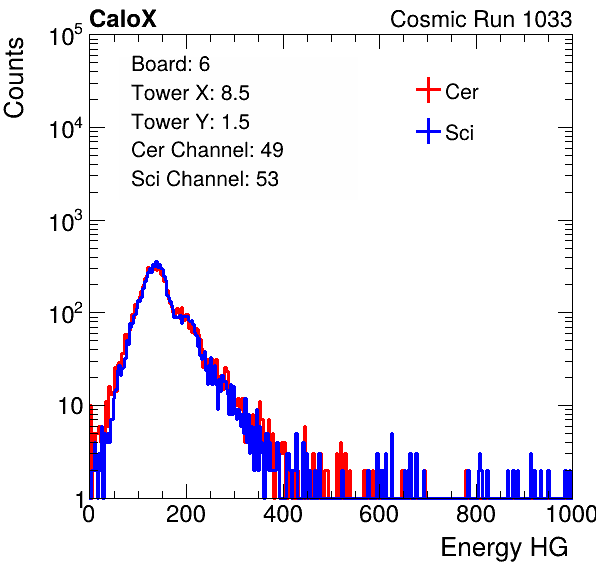 CaloX Cosmic Run 1033
Counts
10^5
10^4
10^3
10^2
10
1
Board: 6
Tower X: 8.5
Tower Y: 1.5
Cer Channel: 49
Sci Channel: 53
Cer
Sci
0 200 400 600 800 1000
Energy HG